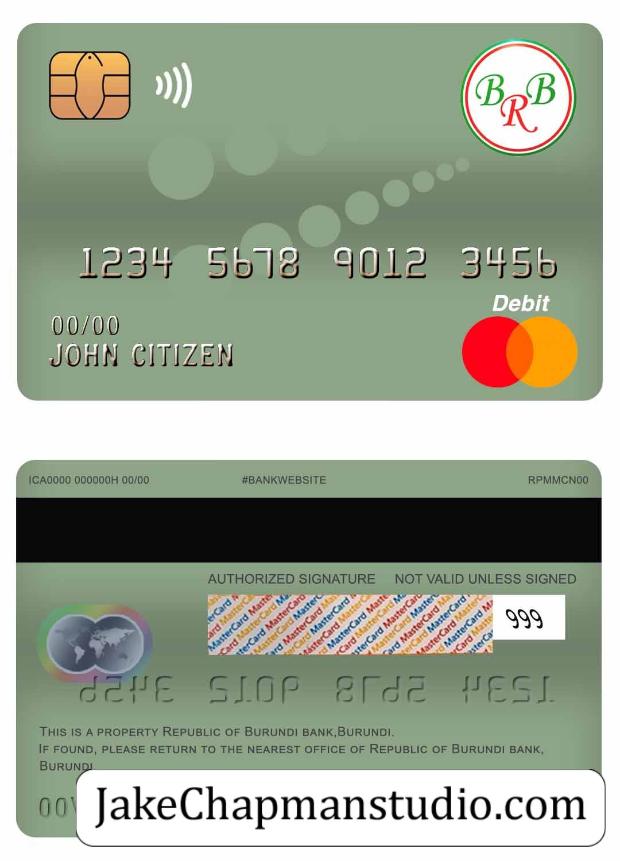 BRB
1234 5678 9012 3456
Debit
00/00
JOHN CITIZEN
ICA0000 000000H 00/00 #BANKWEBSITE RPMMCN00
AUTHORIZED SIGNATURE NOT VALID UNLESS SIGNED
MasterCard MasterCard MasterCard
999
THIS IS A PROPERTY REPUBLIC OF BURUNDI BANK,BURUNDI.
IF FOUND, PLEASE RETURN TO THE NEAREST OFFICE OF REPUBLIC OF BURUNDI BANK,
BURUNDI
JakeChapmanstudio.com